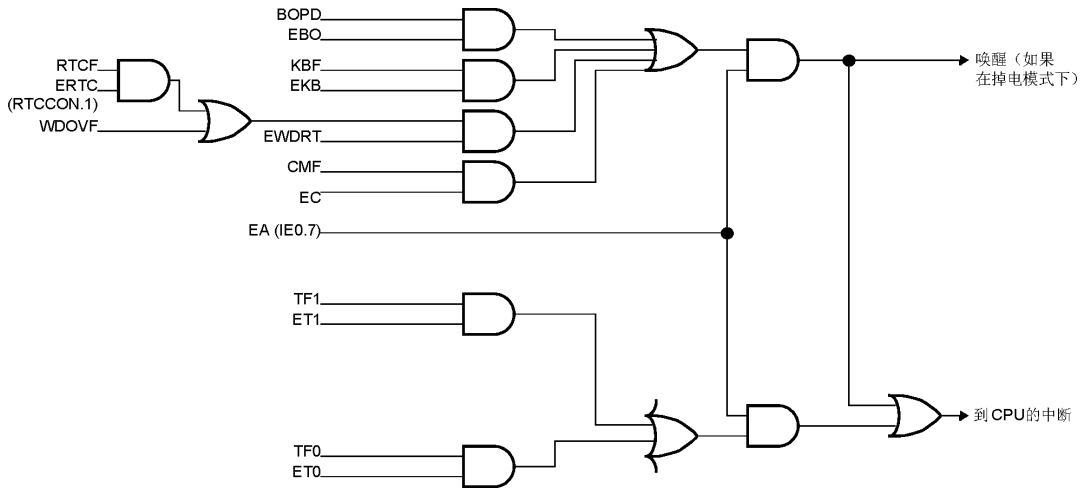 BOPD
EBO
RTCF
ERTC
(RTCCON.1)
WDOVF
KBF
EKB
EWDRT
CMF
EC
EA (IE0.7)
TF1
ET1
TF0
ET0
唤醒（如果
在掉电模式下）
到 CPU的中断